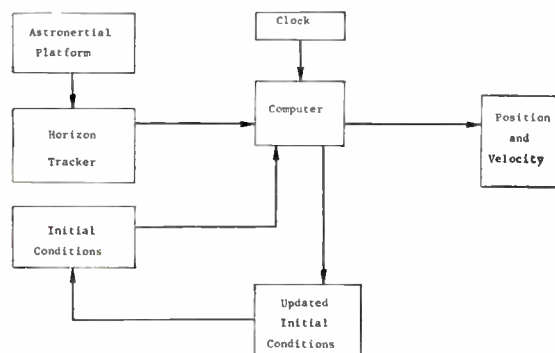 Astronertial
Platform
Clock
Computer
Horizon
Tracker
Position
and
Velocity
Initial
Conditions
Updated
Initial
Conditions